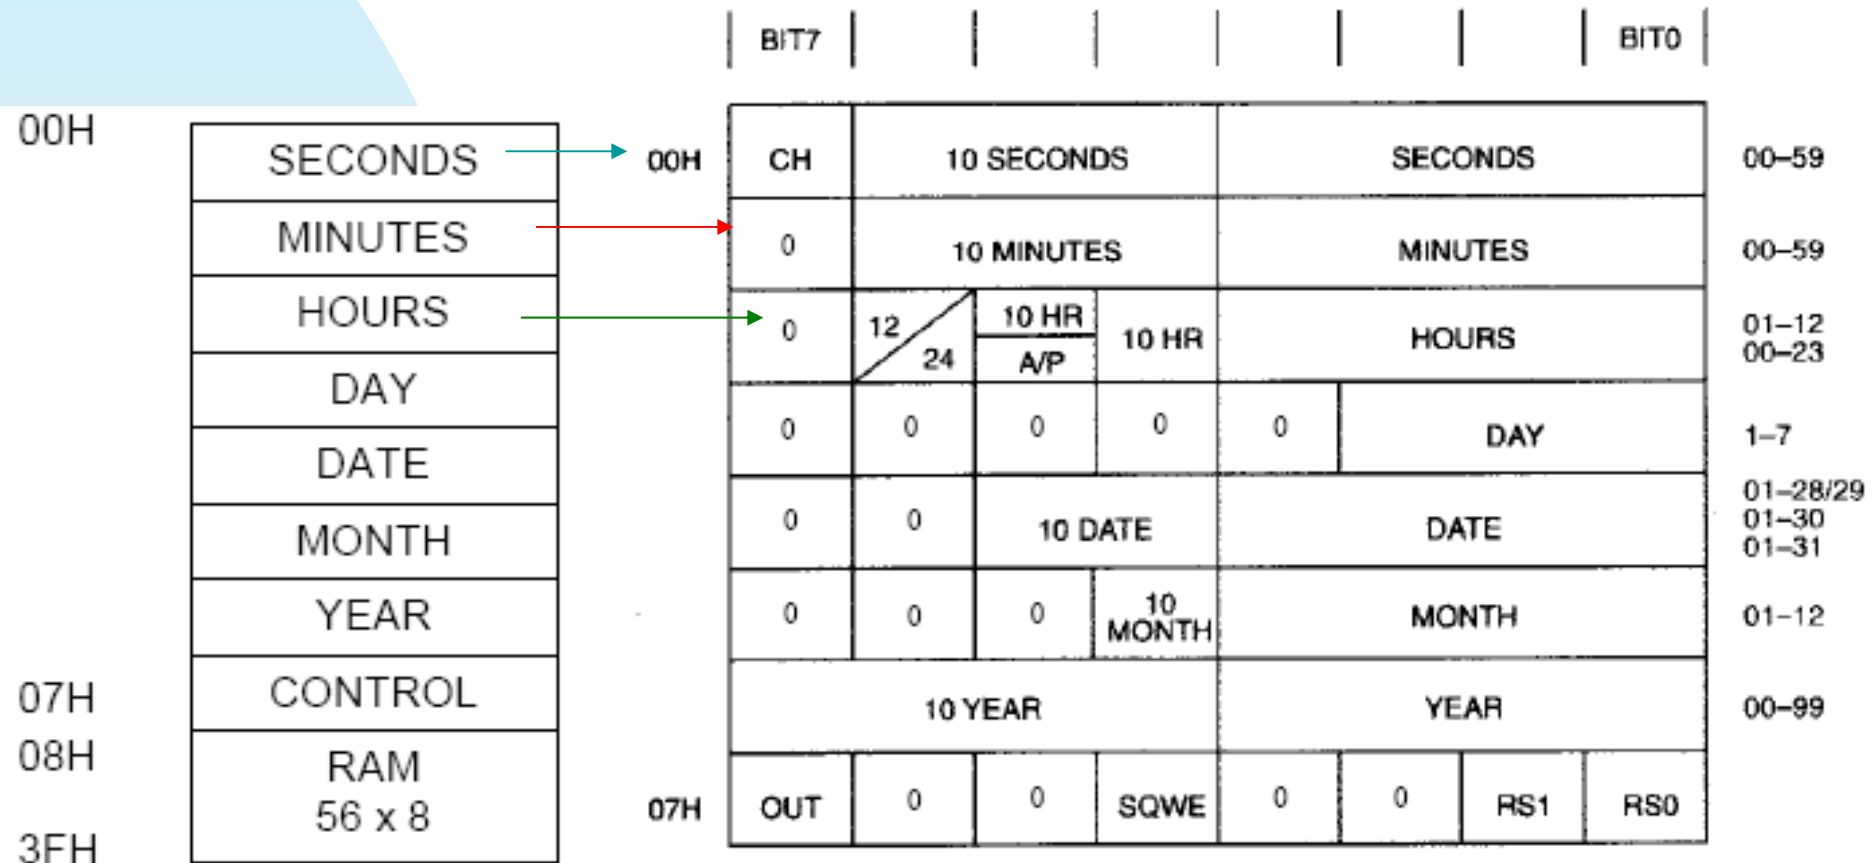 00H
SECONDS
MINUTES
HOURS
DAY
DATE
MONTH
YEAR
07H CONTROL
08H RAM
56 x 8
3FH
BIT7 BIT0
00H CH 10 SECONDS SECONDS 00–59
0 10 MINUTES MINUTES 00–59
0 12 24 10 HR A/P 10 HR HOURS 01–12 00–23
0 0 0 0 0 DAY 1–7
0 0 10 DATE DATE 01–28/29 01–30 01–31
0 0 0 10 MONTH MONTH 01–12
10 YEAR YEAR 00–99
07H OUT 0 0 SQWE 0 0 RS1 RS0